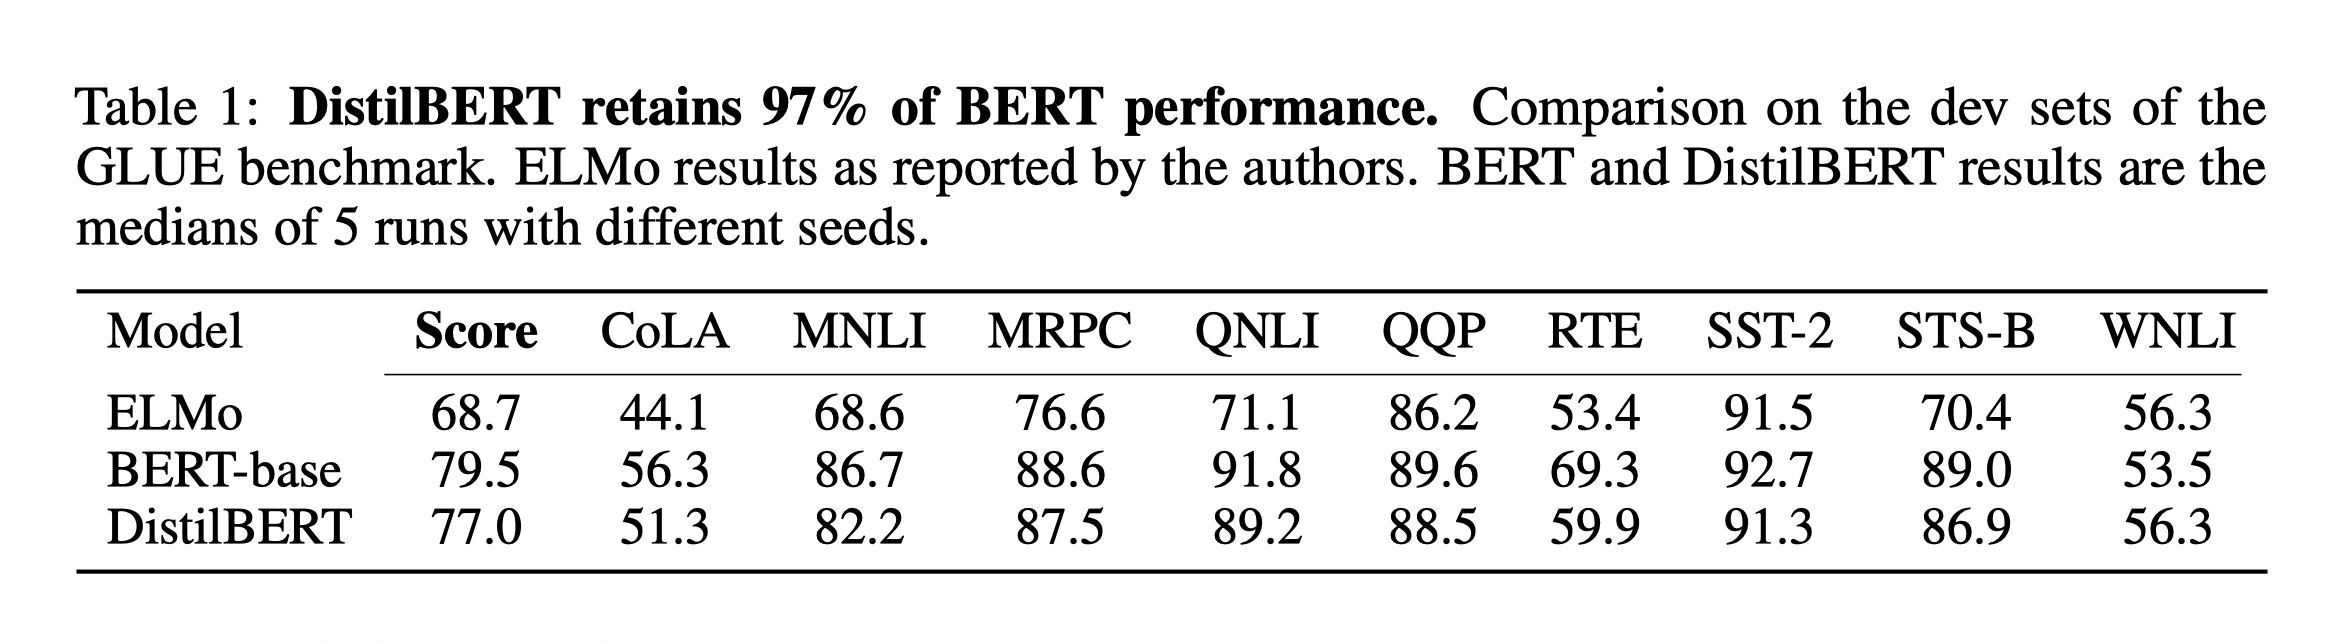 Table 1: DistilBERT retains 97% of BERT performance. Comparison on the dev sets of the
GLUE benchmark. ELMo results as reported by the authors. BERT and DistilBERT results are the
medians of 5 runs with different seeds.
Model Score CoLA MNLI MRPC QNLI QQP RTE SST-2 STS-B WNLI
ELMo 68.7 44.1 68.6 76.6 71.1 86.2 53.4 91.5 70.4 56.3
BERT-base 79.5 56.3 86.7 88.6 91.8 89.6 69.3 92.7 89.0 53.5
DistilBERT 77.0 51.3 82.2 87.5 89.2 88.5 59.9 91.3 86.9 56.3